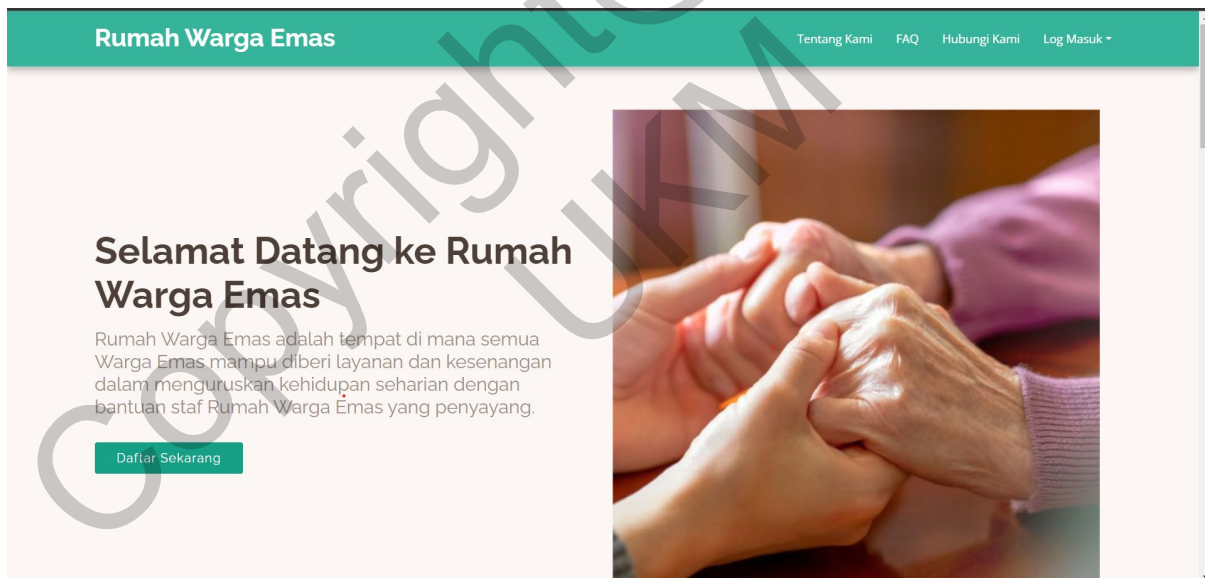 Rumah Warga Emas
Tentang Kami FAQ Hubungi Kami Log Masuk
Selamat Datang ke Rumah
Warga Emas
Rumah Warga Emas adalah tempat di mana semua
Warga Emas mampu diberi layanan dan kesenangan
dalam menguruskan kehidupan seharian dengan
bantuan staf Rumah Warga Emas yang penyayang.
Daftar Sekarang
Copyright
UKM